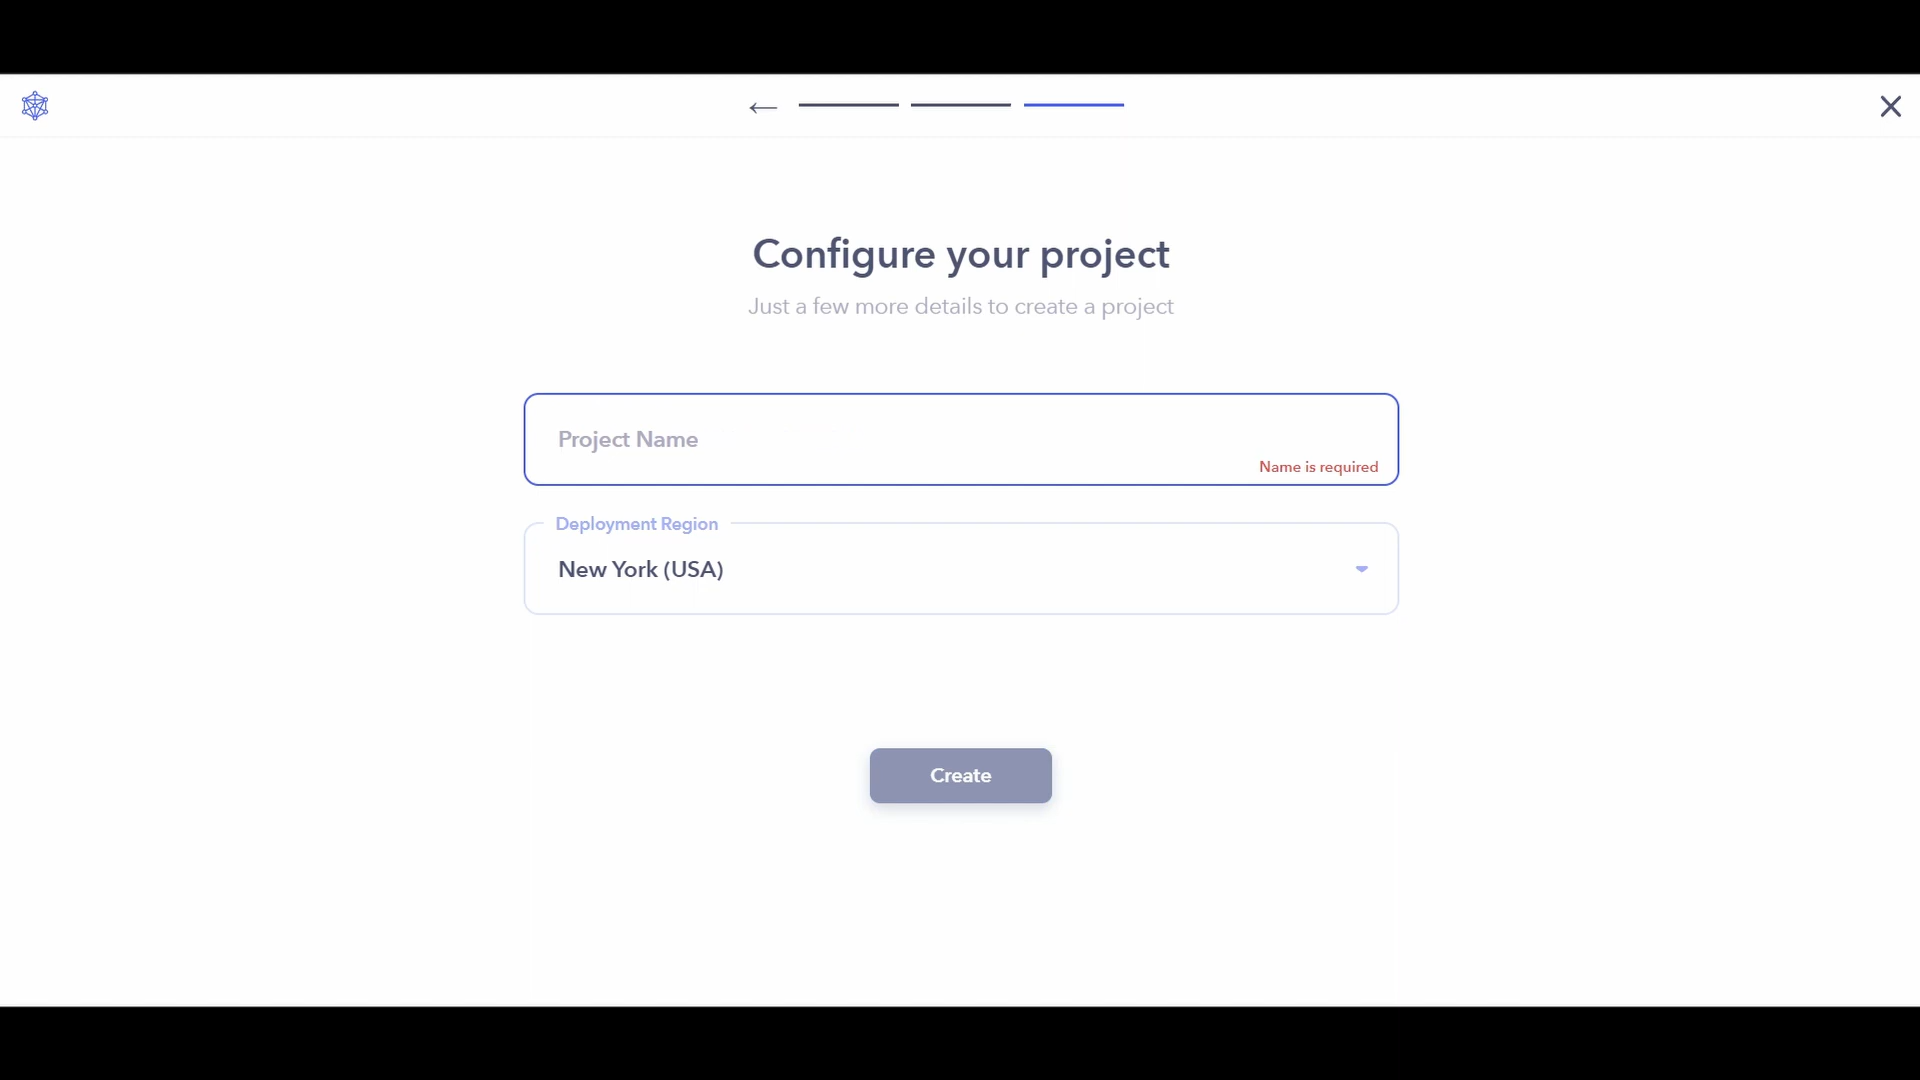 Configure your project
Just a few more details to create a project
Project Name
Name is required
Deployment Region
New York (USA)
Create